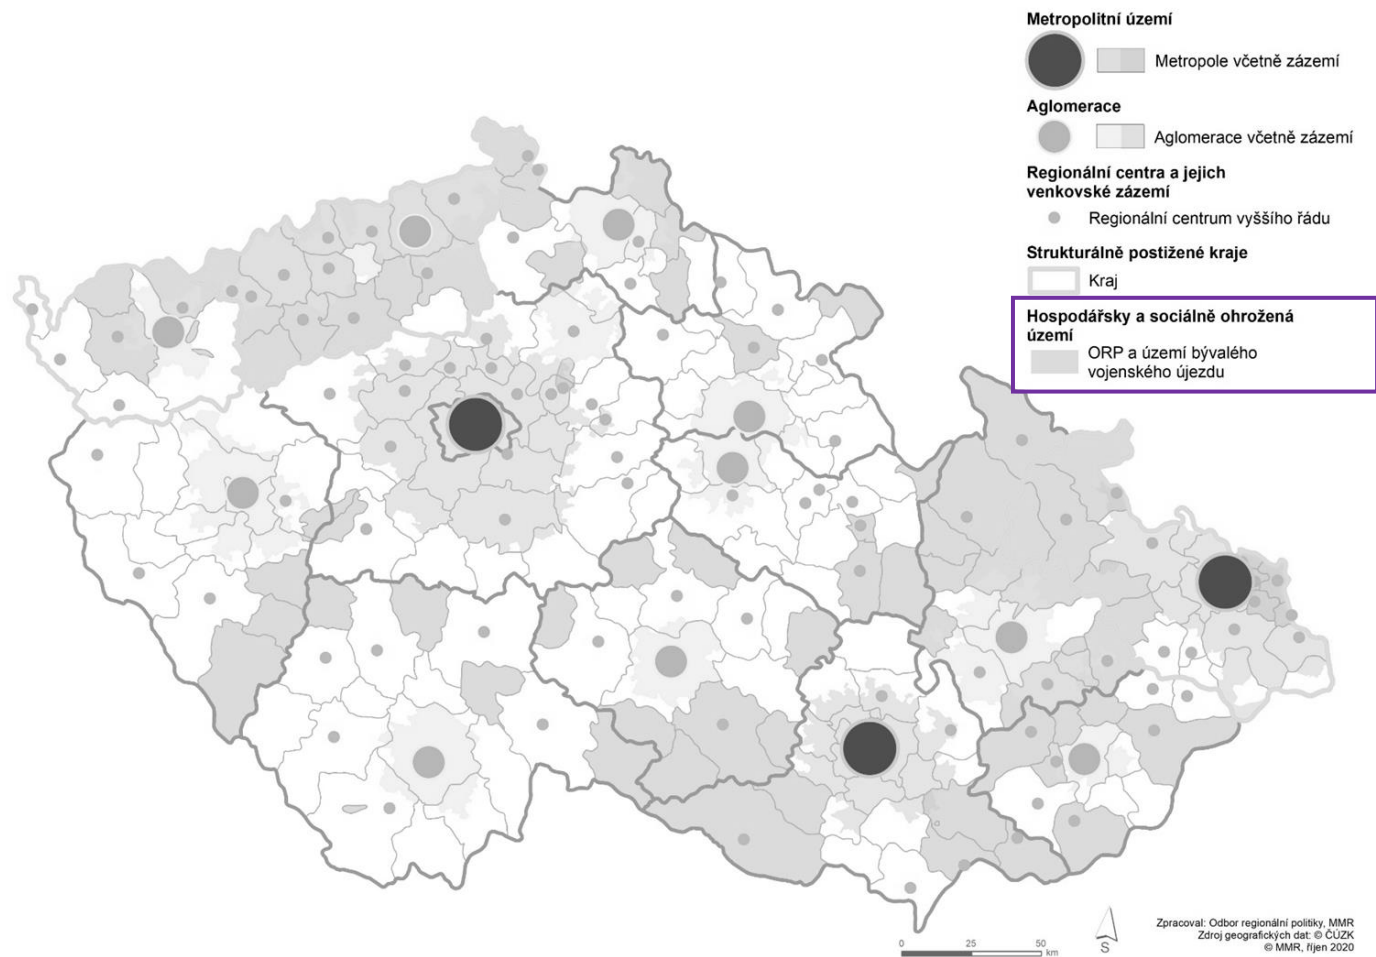 Metropolitní území
Metropole včetně zázemí
Aglomerace
Aglomerace včetně zázemí
Regionální centra a jejich
venkovské zázemí
Regionální centrum vyššího řádu
Strukturálně postižené kraje
Kraj
Hospodářsky a sociálně ohrožená
území
ORP a území bývalého
vojenského újezdu
S
0 25 50
km
Zpracoval: Odbor regionální politiky, MMR
Zdroj geografických dat: © ČÚZK
© MMR, říjen 2020